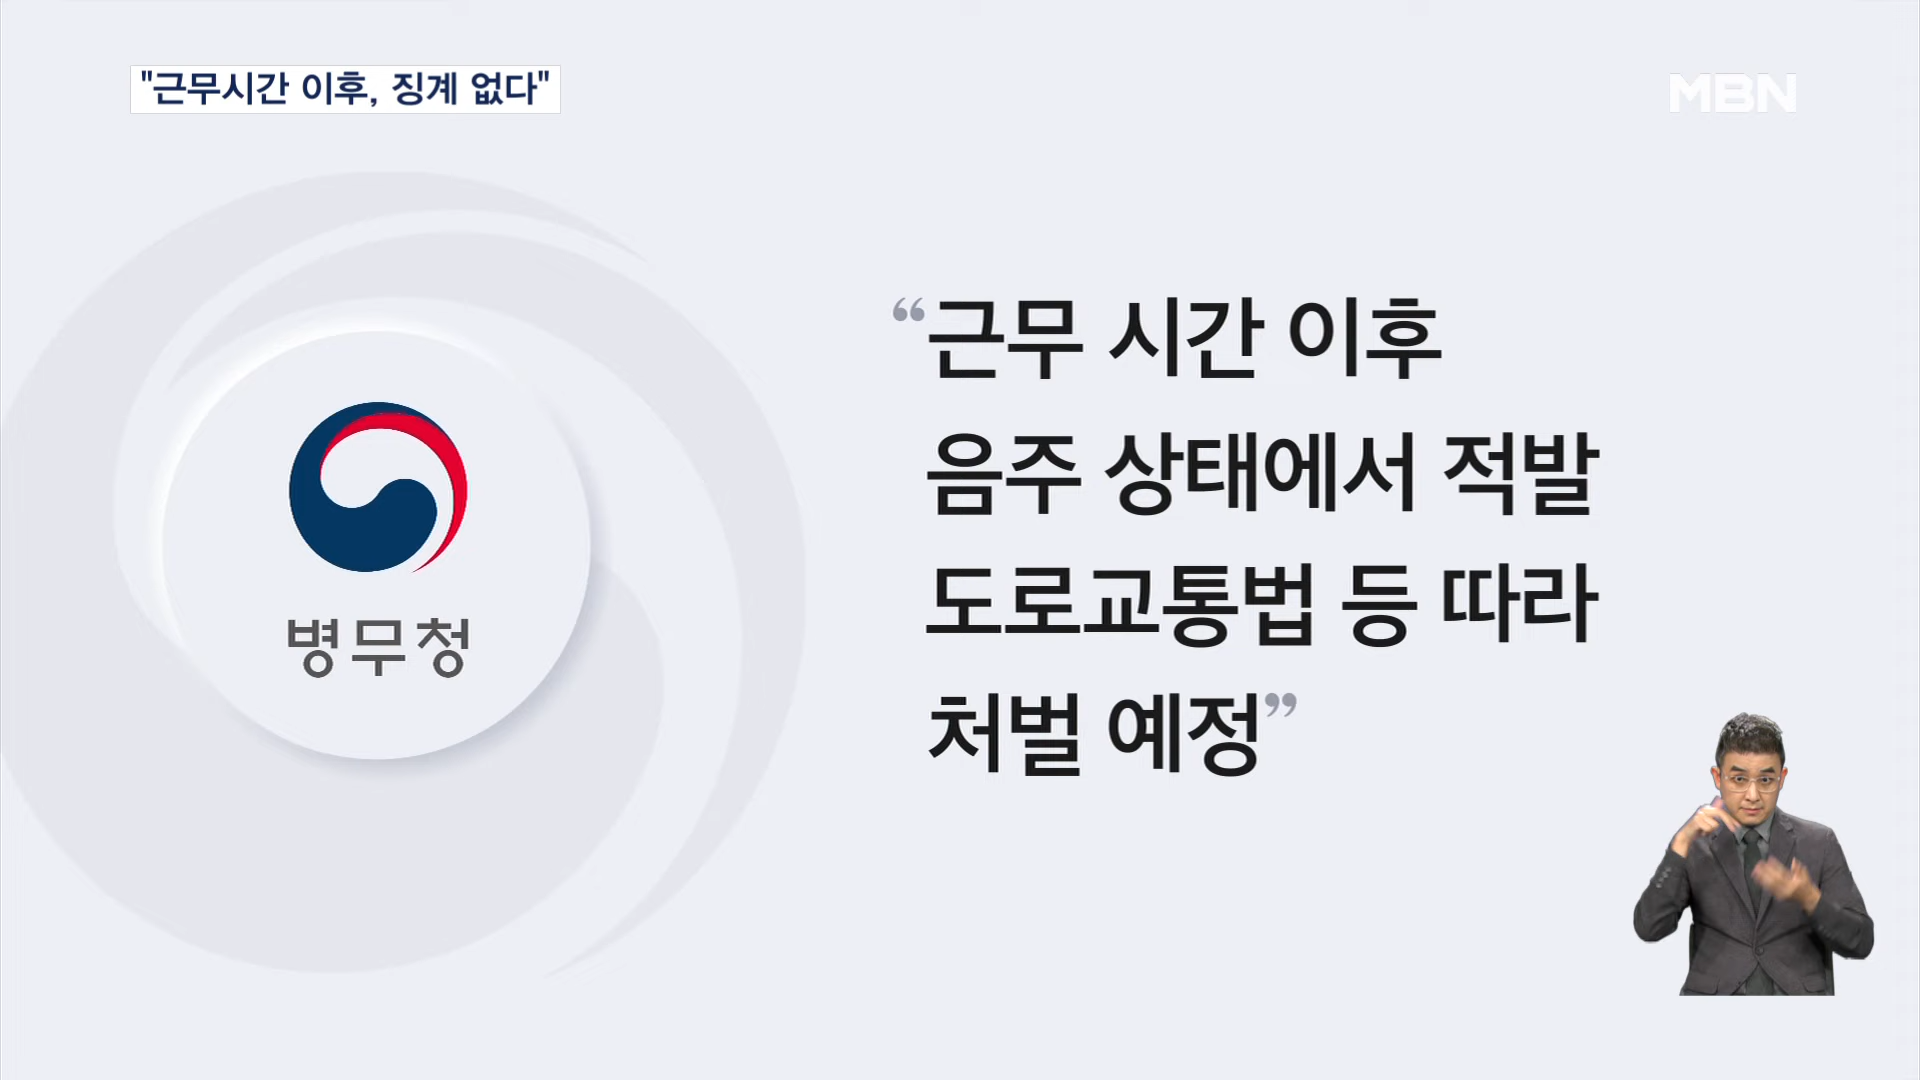 "근무시간 이후, 징계 없다"
MBN
“근무 시간 이후
음주 상태에서 적발
도로교통법 등 따라
처벌 예정”
병무청